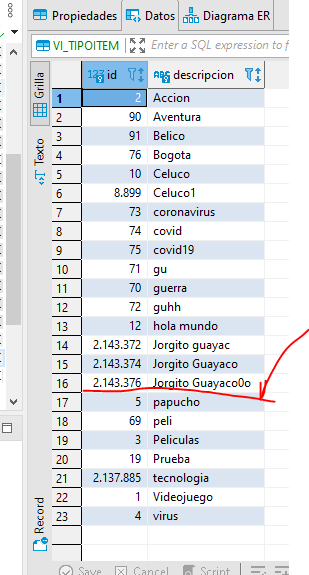 Propiedades Datos Diagrama ER
VI_TIPOITEM Enter a SQL expression to f
Grilla
Texto
Record
123 id descripcion
1 2 Accion
2 90 Aventura
3 91 Belico
4 76 Bogota
5 10 Celuco
6 8.899 Celuco1
7 73 coronavirus
8 74 covid
9 75 covid19
10 71 gu
11 70 guerra
12 72 guhh
13 12 hola mundo
14 2.143.372 Jorgito guayac
15 2.143.374 Jorgito Guayaco
16 2.143.376 Jorgito Guayaco0o
17 5 papucho
18 69 peli
19 3 Peliculas
20 19 Prueba
21 2.137.885 tecnologia
22 1 Videojuego
23 4 virus
Save Cancel Script